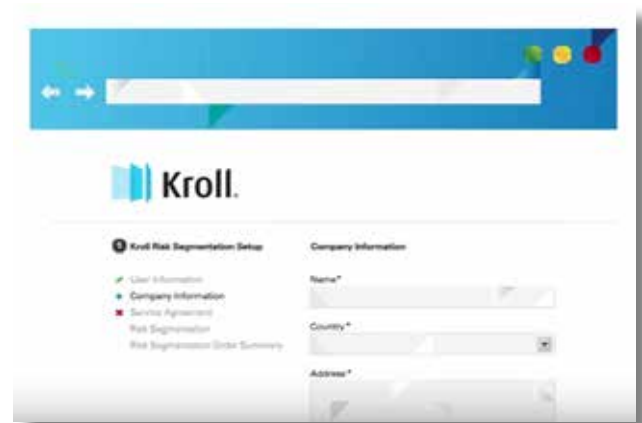 Kroll.
1 Kroll Risk Segmentation Setup
Company Information
User Information
Company Information
Service Agreement
Risk Segmentation
Risk Segmentation Order Summary
Name*
Country*
Address*